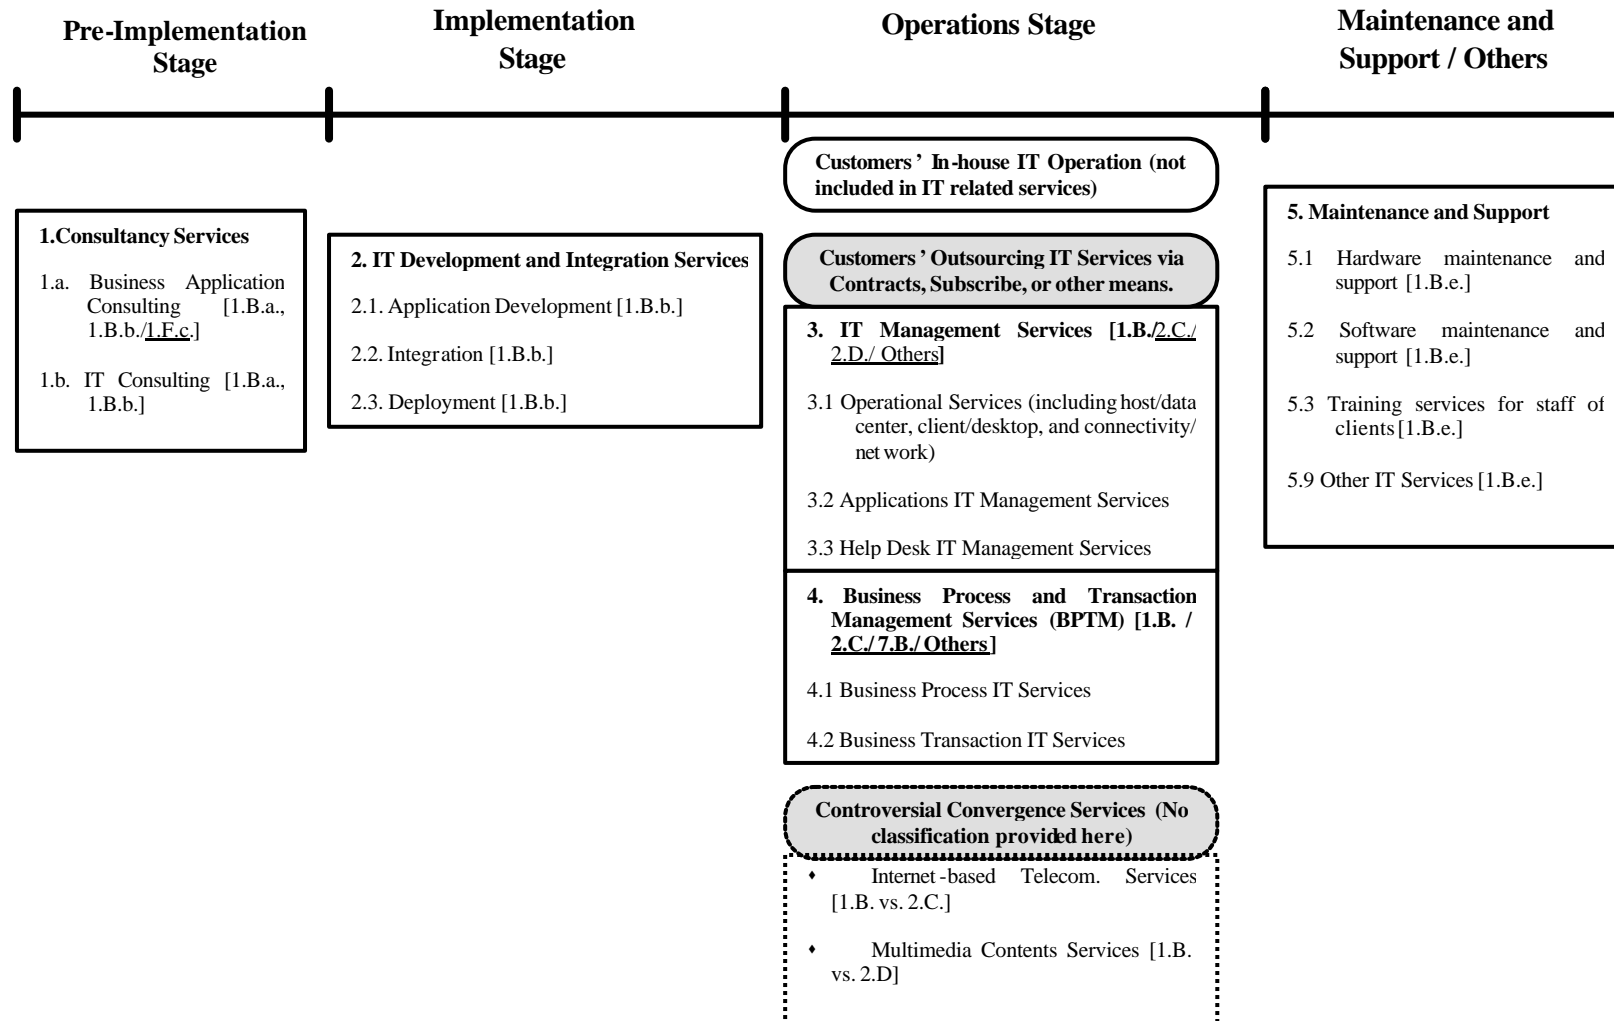 Pre-Implementation
Stage
Implementation
Stage
Operations Stage
Maintenance and
Support / Others
1.Consultancy Services
1.a. Business Application
Consulting [1.B.a.,
1.B.b./1.F.c.]
1.b. IT Consulting [1.B.a.,
1.B.b.]
2. IT Development and Integration Services
2.1. Application Development [1.B.b.]
2.2. Integration [1.B.b.]
2.3. Deployment [1.B.b.]
Customers’ In-house IT Operation (not
included in IT related services)
Customers’ Outsourcing IT Services via
Contracts, Subscribe, or other means.
3. IT Management Services [1.B./2.C./
2.D./ Others]
3.1 Operational Services (including host/data
center, client/desktop, and connectivity/
net work)
3.2 Applications IT Management Services
3.3 Help Desk IT Management Services
4. Business Process and Transaction
Management Services (BPTM) [1.B. /
2.C./ 7.B./ Others]
4.1 Business Process IT Services
4.2 Business Transaction IT Services
Controversial Convergence Services (No
classification provided here)
♦ Internet-based Telecom. Services
[1.B. vs. 2.C.]
♦ Multimedia Contents Services [1.B.
vs. 2.D]
5. Maintenance and Support
5.1 Hardware maintenance and
support [1.B.e.]
5.2 Software maintenance and
support [1.B.e.]
5.3 Training services for staff of
clients [1.B.e.]
5.9 Other IT Services [1.B.e.]